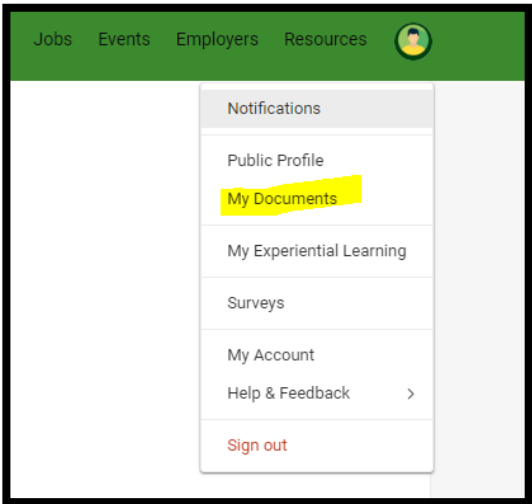 Jobs Events Employers Resources
Notifications
Public Profile
My Documents
My Experiential Learning
Surveys
My Account
Help & Feedback
Sign out